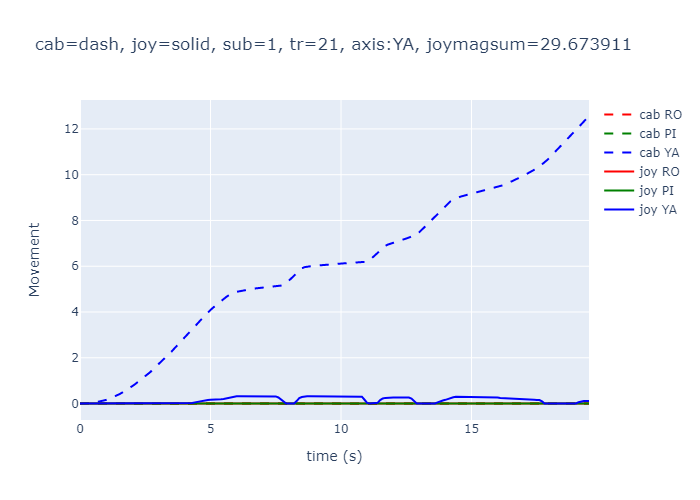 cab=dash, joy=solid, sub=1, tr=21, axis:YA, joymagsum=29.673911
cab RO
cab PI
cab YA
joy RO
joy PI
joy YA
Movement
12
10
8
6
4
2
0
0 5 10 15
time (s)